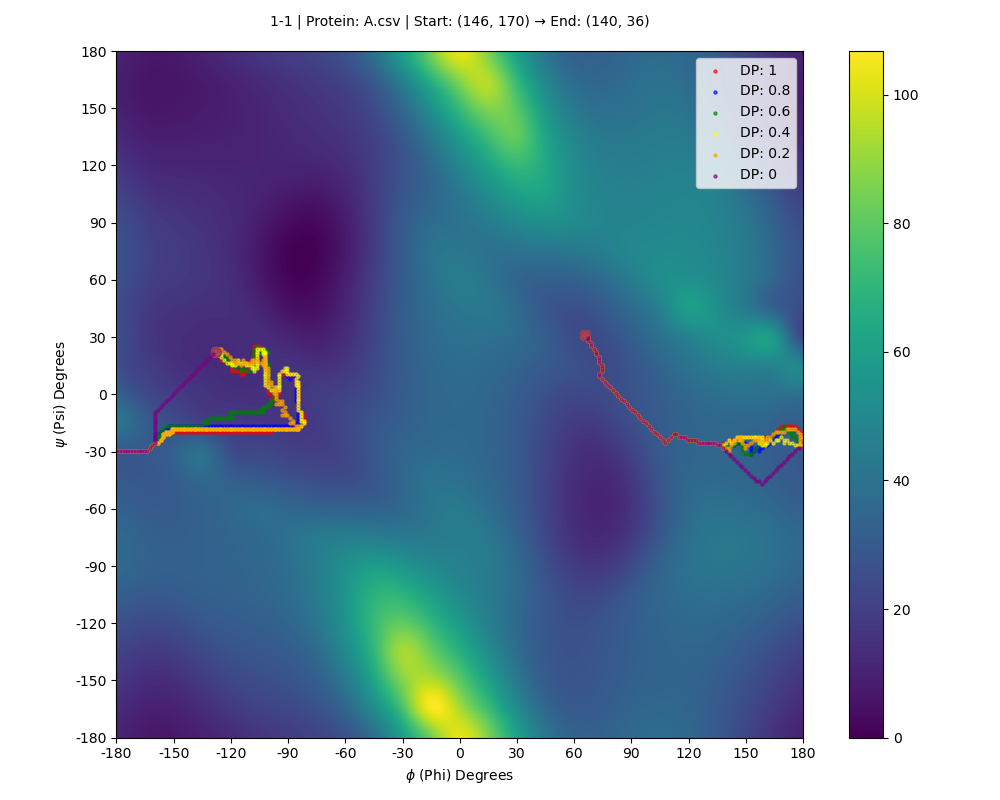 1-1 | Protein: A.csv | Start: (146, 170) → End: (140, 36)
DP: 1
DP: 0.8
DP: 0.6
DP: 0.4
DP: 0.2
DP: 0
180
150
120
90
60
30
0
-30
-60
-90
-120
-150
-180
ψ (Psi) Degrees
-180 -150 -120 -90 -60 -30 0 30 60 90 120 150 180
ϕ (Phi) Degrees
100
80
60
40
20
0